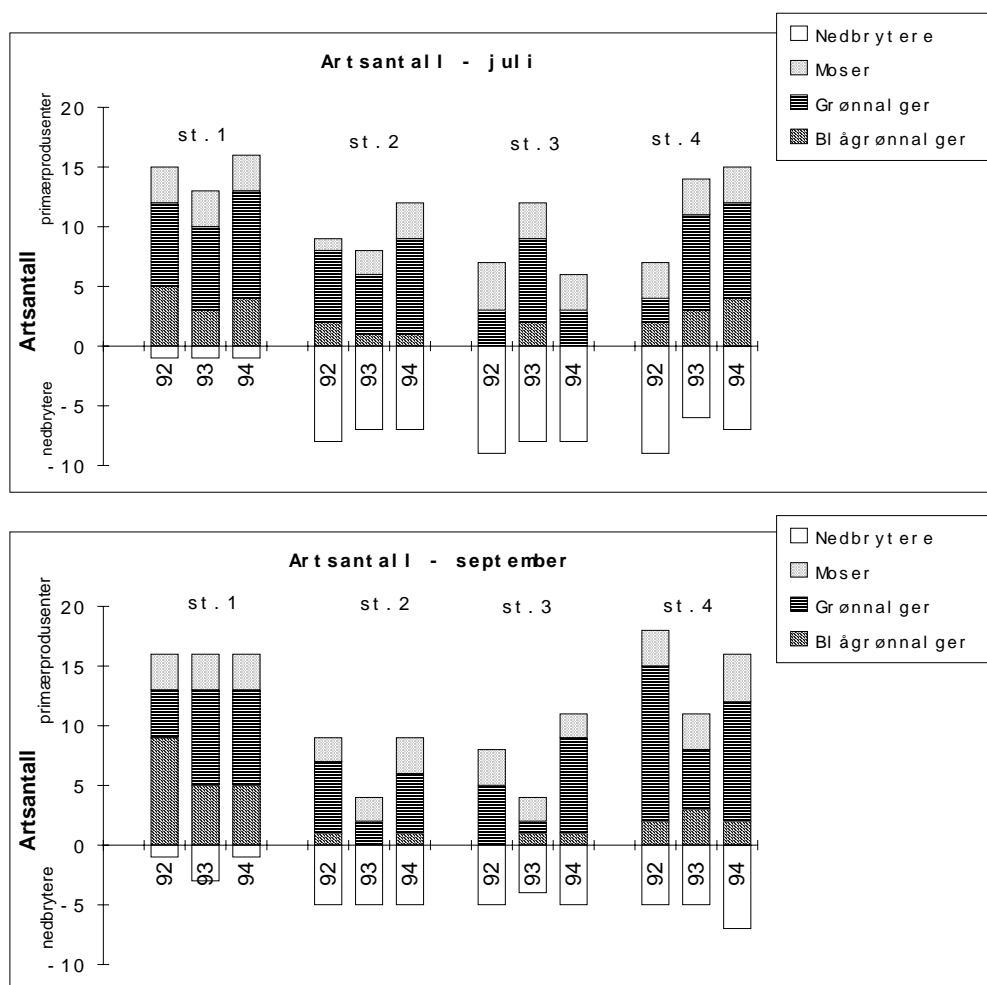 Nedbrytere
Moser
Grønnalger
Blågrønnalger
Artsantall - juli
20
15
10
5
0
- 5
- 10
primærprodusenter
Artsantall
nedbrytere
st. 1
st. 2
st. 3
st. 4
92
93
94
92
93
94
92
93
94
92
93
94
Nedbrytere
Moser
Grønnalger
Blågrønnalger
Artsantall - september
20
15
10
5
0
- 5
- 10
primærprodusenter
Artsantall
nedbrytere
st. 1
st. 2
st. 3
st. 4
92
93
94
92
93
94
92
93
94
92
93
94